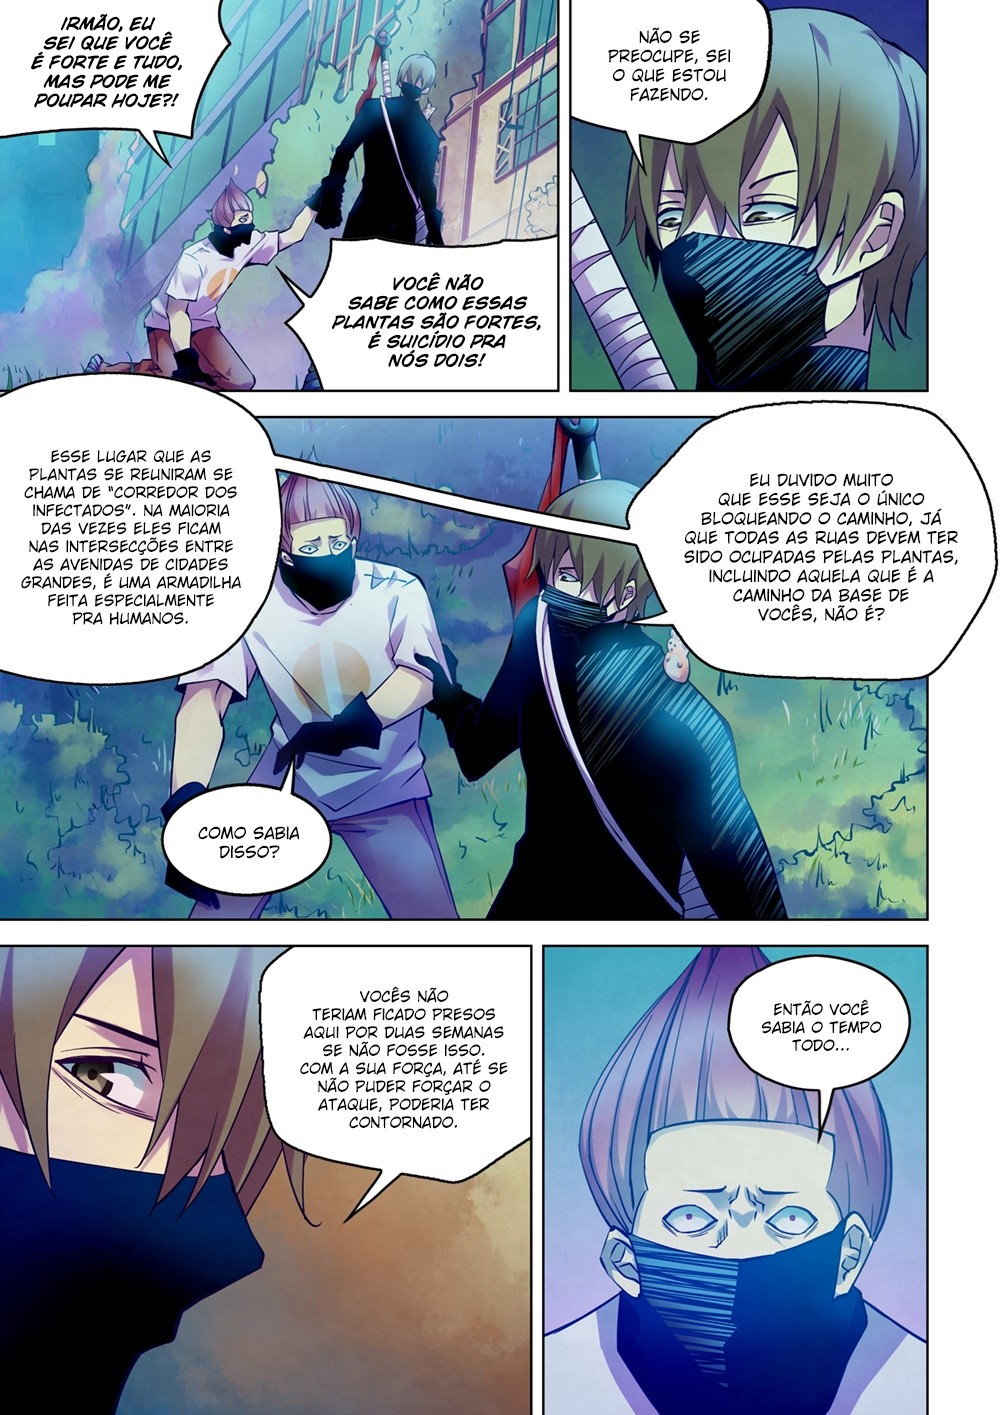 IRMÃO, EU
SEI QUE VOCÊ
É FORTE E TUDO,
MAS PODE ME
POUPAR HOJE?!
VOCÊ NÃO
SABE COMO ESSAS
PLANTAS SÃO FORTES,
É SUICÍDIO PRA
NÓS DOIS!
NÃO SE
PREOCUPE, SEI
O QUE ESTOU
FAZENDO.
ESSE LUGAR QUE AS
PLANTAS SE REUNIRAM SE
CHAMA DE "CORREDOR DOS
INFECTADOS". NA MAIORIA
DAS VEZES ELES FICAM
NAS INTERSECÇÕES ENTRE
AS AVENIDAS DE CIDADES
GRANDES, É UMA ARMADILHA
FEITA ESPECIALMENTE
PRA HUMANOS.
EU DUVIDO MUITO
QUE ESSE SEJA O ÚNICO
BLOQUEANDO O CAMINHO, JÁ
QUE TODAS AS RUAS DEVEM TER
SIDO OCUPADAS PELAS PLANTAS,
INCLUINDO AQUELA QUE É A
CAMINHO DA BASE DE
VOCÊS, NÃO É?
COMO SABIA
DISSO?
VOCÊS NÃO
TERIAM FICADO PRESOS
AQUI POR DUAS SEMANAS
SE NÃO FOSSE ISSO.
COM A SUA FORÇA, ATÉ SE
NÃO PUDER FORÇAR O
ATAQUE, PODERIA TER
CONTORNADO.
ENTÃO VOCÊ
SABIA O TEMPO
TODO...